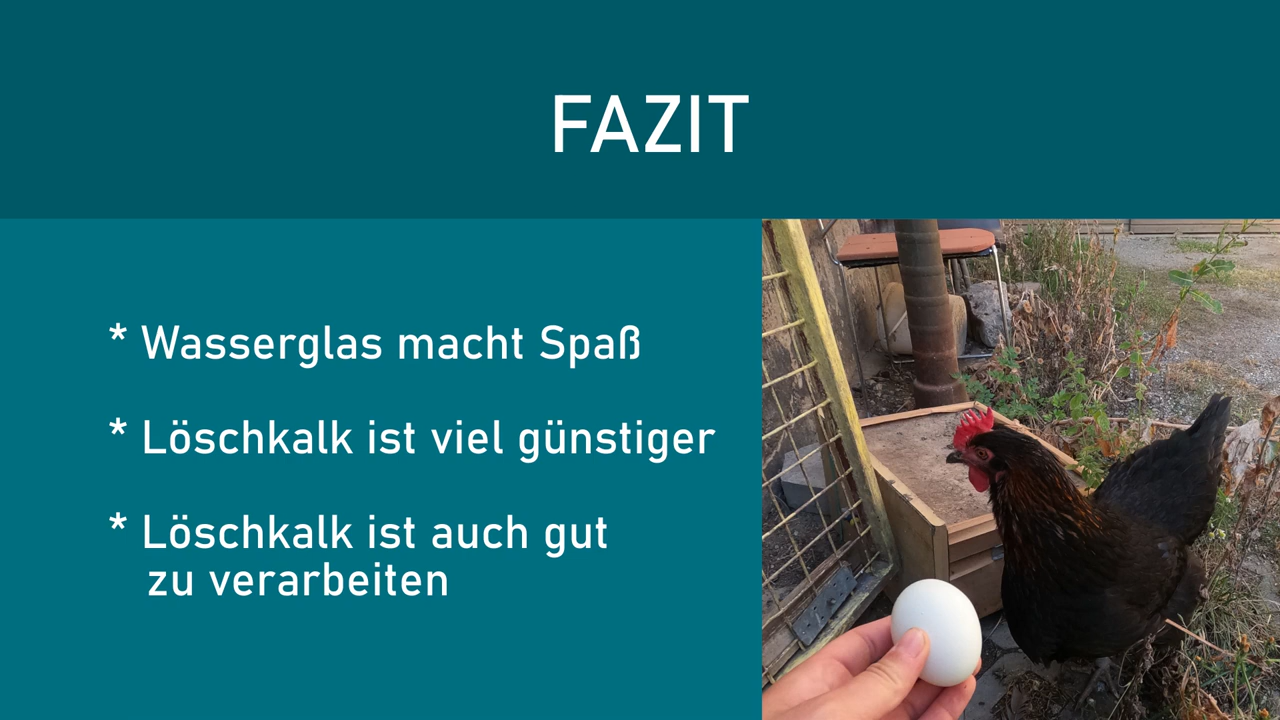 FAZIT
* Wasserglas macht Spaß
* Löschkalk ist viel günstiger
* Löschkalk ist auch gut
zu verarbeiten